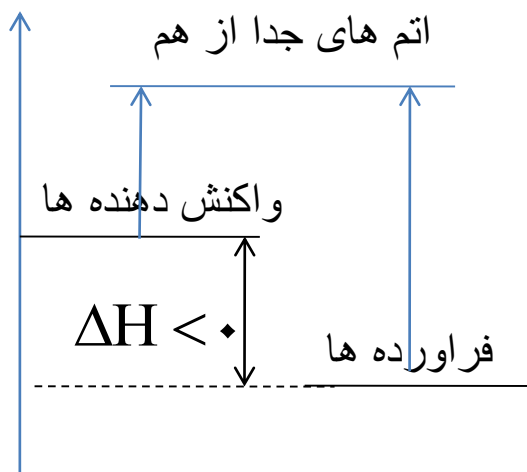 اتم های جدا از هم
واکنش دهنده ها
ΔH < ۰
فراورده ها